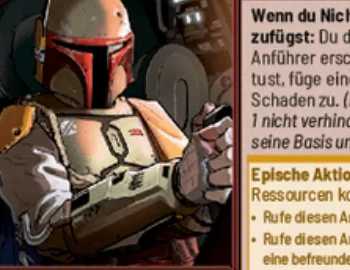 Wenn du Nich
zufügst: Du d
Anführer ersc
tust, füge ein
Schaden zu. (
1 nicht verhind
seine Basis un
Epische Aktio
Ressourcen ko
• Rufe diesen A
• Rufe diesen A
eine befreunde